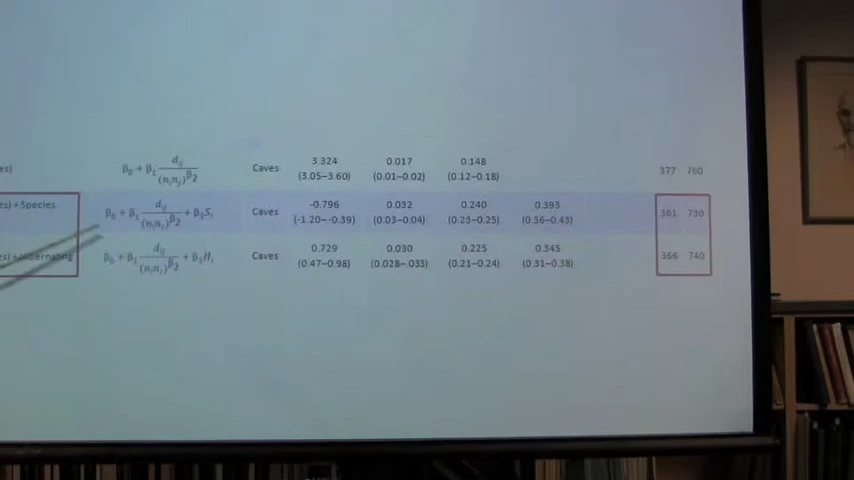 es)
β₀ + β₁ dᵢⱼ/(nᵢnⱼ)^β₂
Caves
3.324
(3.05–3.60)
0.017
(0.01–0.02)
0.148
(0.12–0.18)
377 760
es) + Species
β₀ + β₁ dᵢⱼ/(nᵢnⱼ)^β₂ + β₃Sᵢ
Caves
-0.796
(-1.20– -0.39)
0.032
(0.03–0.04)
0.240
(0.23–0.25)
0.393
(0.36–0.43)
361 730
es) + Hibernating
β₀ + β₁ dᵢⱼ/(nᵢnⱼ)^β₂ + β₃Hᵢ
Caves
0.729
(0.47–0.98)
0.030
(0.028–.033)
0.225
(0.21–0.24)
0.345
(0.31–0.38)
366 740